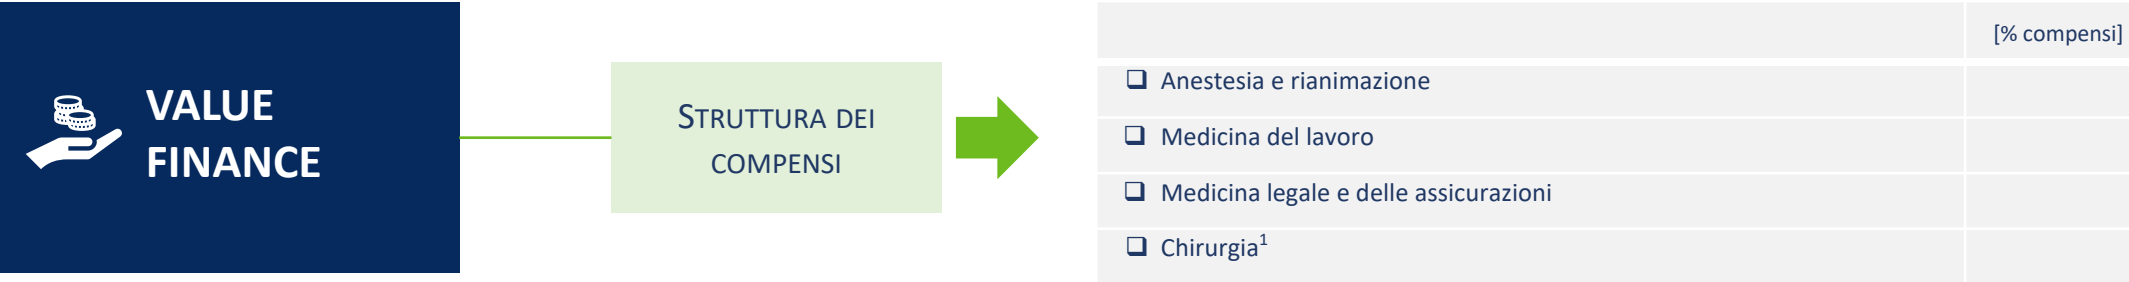 VALUE
FINANCE
STRUTTURA DEI
COMPENSI
[% compensi]
❑ Anestesia e rianimazione
❑ Medicina del lavoro
❑ Medicina legale e delle assicurazioni
❑ Chirurgia¹